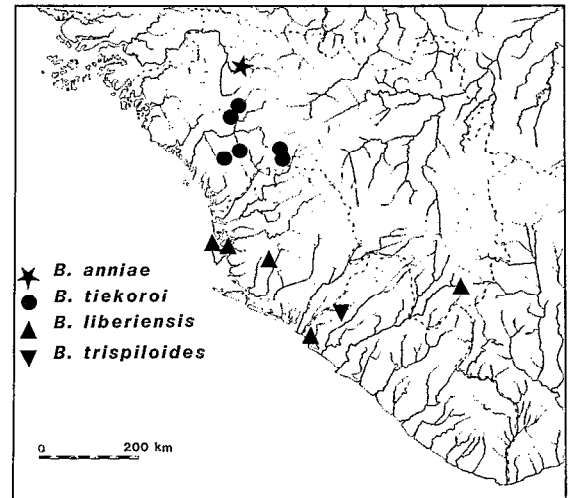 B. anniae
B. tiekoroi
B. liberiensis
B. trispiloides
0 200 km